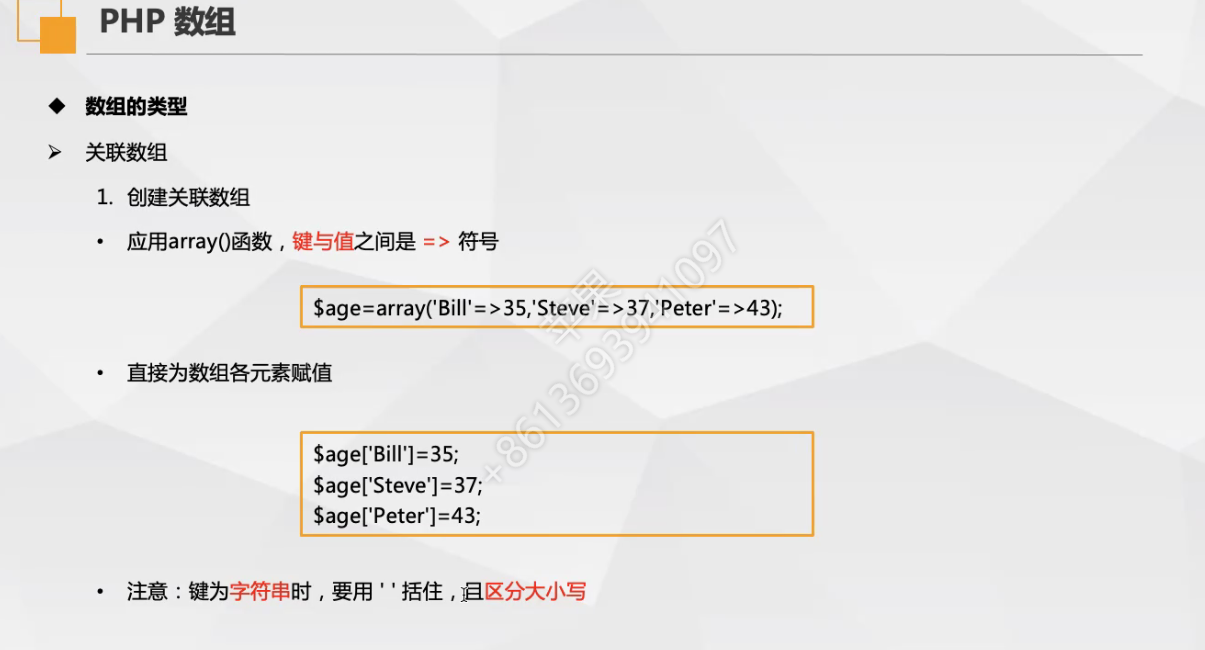 PHP 数组
◆ 数组的类型
➢ 关联数组
1. 创建关联数组
• 应用array()函数，键与值之间是 => 符号
$age=array('Bill'=>35,'Steve'=>37,'Peter'=>43);
• 直接为数组各元素赋值
$age['Bill']=35;
$age['Steve']=37;
$age['Peter']=43;
• 注意：键为字符串时，要用 ' ' 括住，且区分大小写
苹果